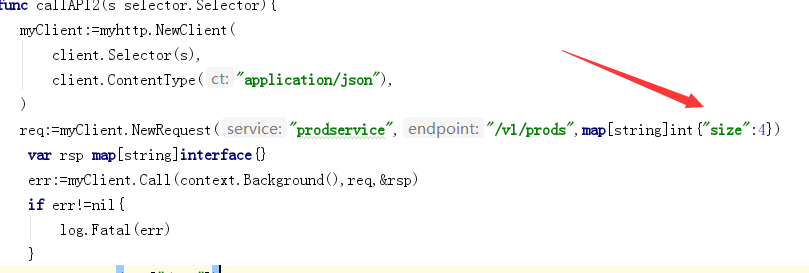 func callAPI2(s selector.Selector){
myClient:=myhttp.NewClient(
client.Selector(s),
client.ContentType( ct: "application/json"),
)
req:=myClient.NewRequest( service: "prodservice", endpoint: "/v1/prods",map[string]int{"size":4})
var rsp map[string]interface{}
err:=myClient.Call(context.Background(),req,&rsp)
if err!=nil{
log.Fatal(err)
}